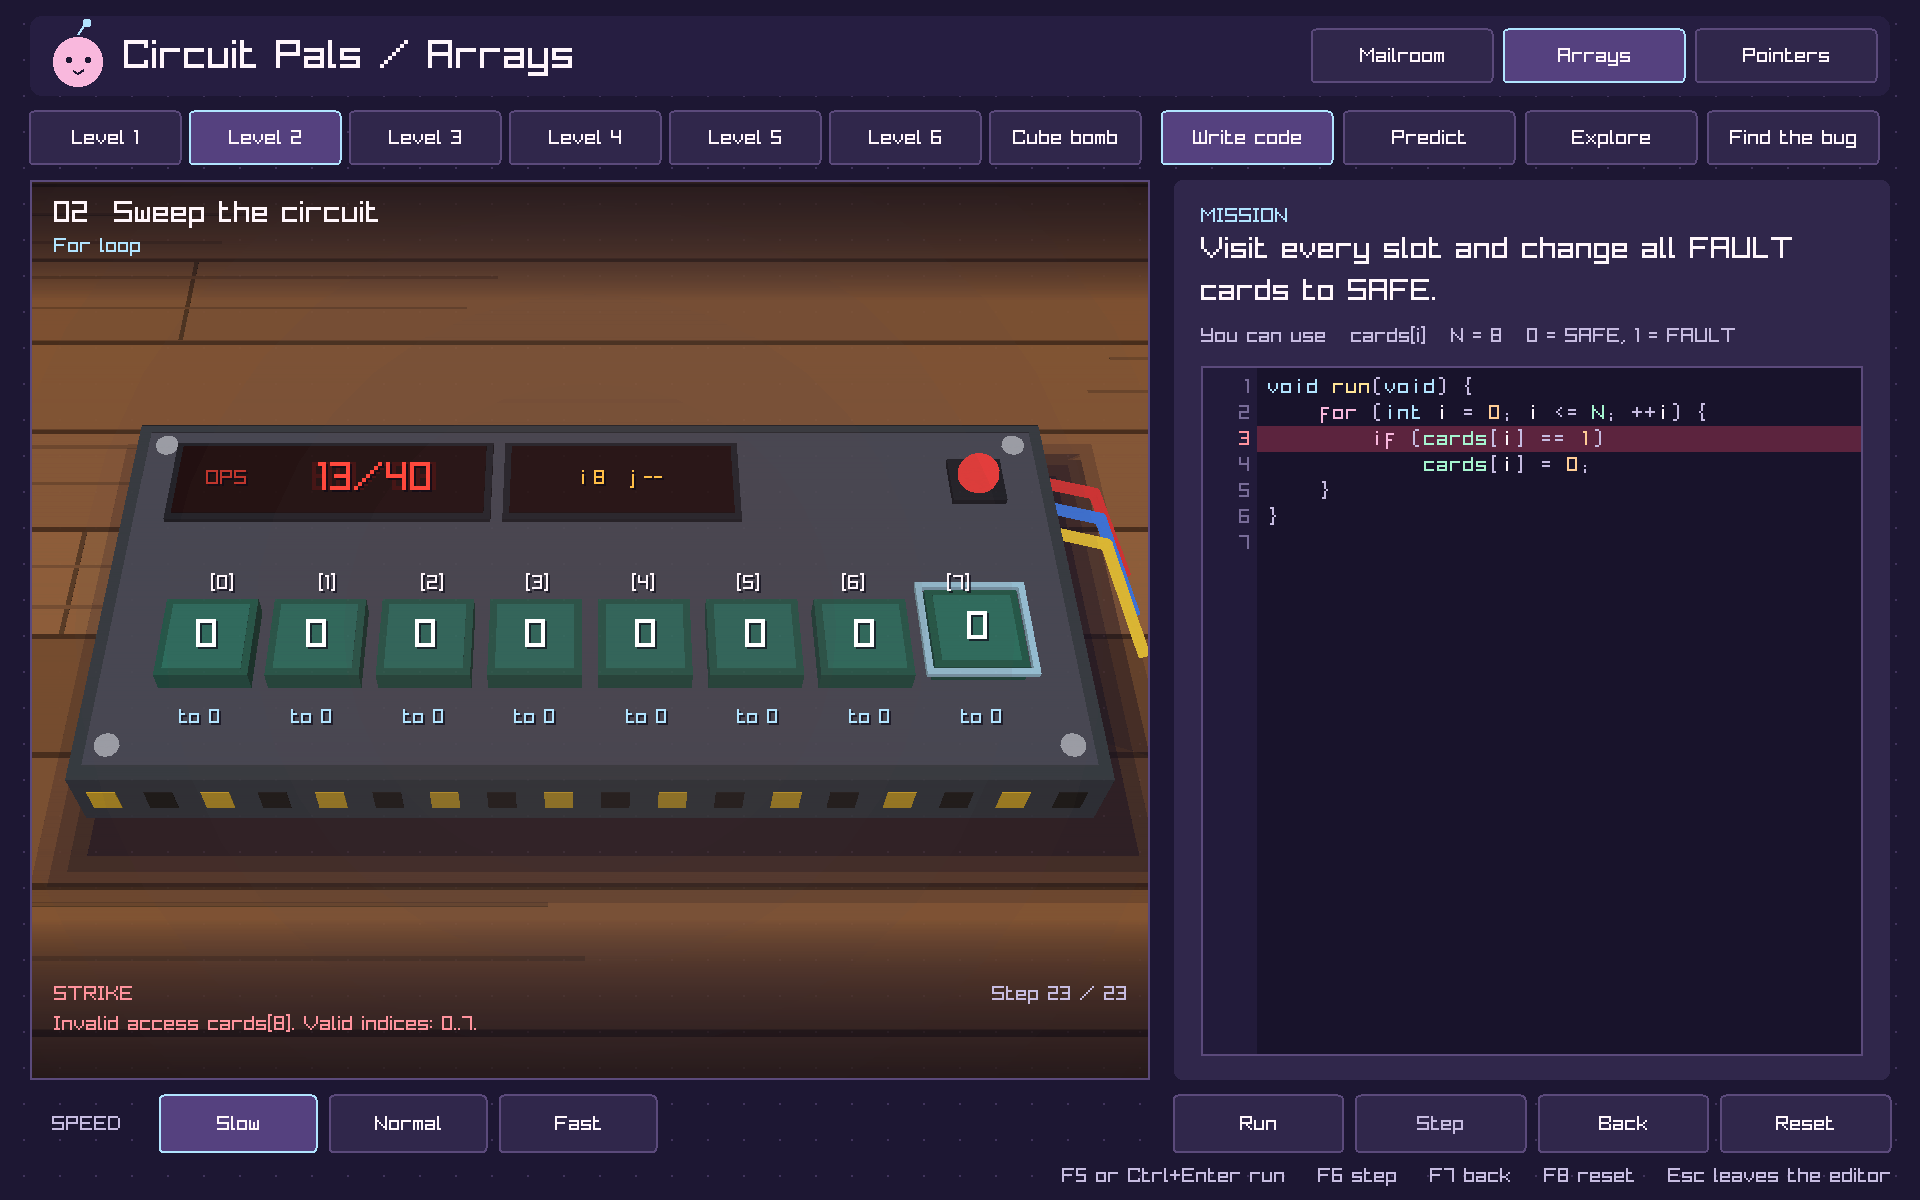 Circuit Pals / Arrays
Mailroom
Arrays
Pointers
Level 1
Level 2
Level 3
Level 4
Level 5
Level 6
Cube bomb
Write code
Predict
Explore
Find the bug
02 Sweep the circuit
For loop
OPS 13/40
i 8 j --
[0] [1] [2] [3] [4] [5] [6] [7]
0 0 0 0 0 0 0 0
to 0 to 0 to 0 to 0 to 0 to 0 to 0 to 0
STRIKE
Step 23 / 23
Invalid access cards[8]. Valid indices: 0..7.
MISSION
Visit every slot and change all FAULT
cards to SAFE.
You can use cards[i] N = 8 0 = SAFE, 1 = FAULT
1 void run(void) {
2 for (int i = 0; i <= N; ++i) {
3 if (cards[i] == 1)
4 cards[i] = 0;
5 }
6 }
7
SPEED
Slow
Normal
Fast
Run
Step
Back
Reset
F5 or Ctrl+Enter run F6 step F7 back F8 reset Esc leaves the editor